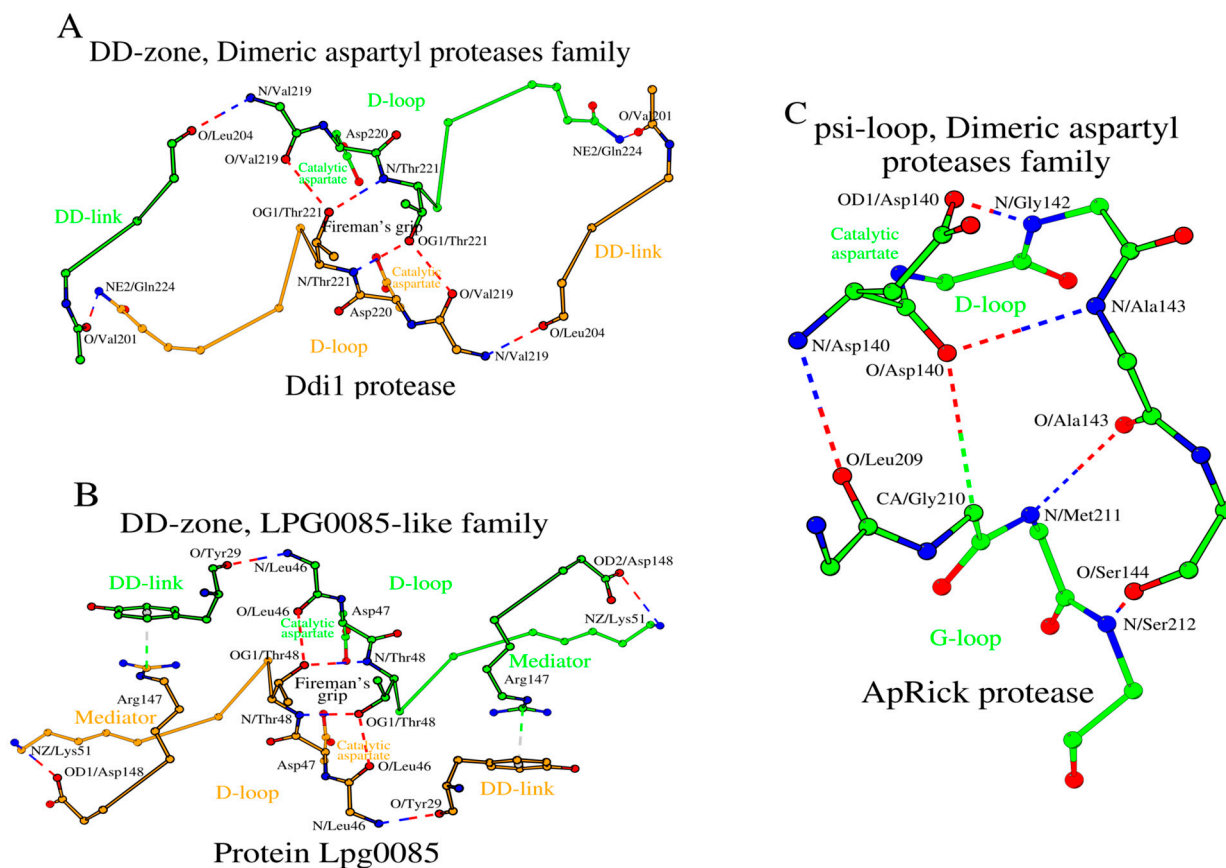 A
DD-zone, Dimeric aspartyl proteases family
N/Val219
D-loop
O/Leu204
O/Val201
Asp220
NE2/Gln224
O/Val219
Catalytic
aspartate
N/Thr221
DD-link
OG1/Thr221
Fireman's grip
OG1/Thr221
DD-link
NE2/Gln224
N/Thr221
Catalytic
aspartate
O/Val219
Asp220
O/Val201
O/Leu204
D-loop
N/Val219
Ddi1 protease
B
DD-zone, LPG0085-like family
O/Tyr29
DD-link
N/Leu46
D-loop
OD2/Asp148
O/Leu46
Asp47
Catalytic
aspartate
NZ/Lys51
OG1/Thr48
N/Thr48
Mediator
Arg147
Fireman's
grip
Arg147
Mediator
N/Thr48
OG1/Thr48
NZ/Lys51
Catalytic
aspartate
OD1/Asp148
Asp47
O/Leu46
D-loop
DD-link
O/Tyr29
N/Leu46
Protein Lpg0085
C
psi-loop, Dimeric aspartyl
proteases family
OD1/Asp140
N/Gly142
Catalytic
aspartate
D-loop
N/Ala143
N/Asp140
O/Asp140
O/Ala143
O/Leu209
CA/Gly210
N/Met211
O/Ser144
N/Ser212
G-loop
ApRick protease